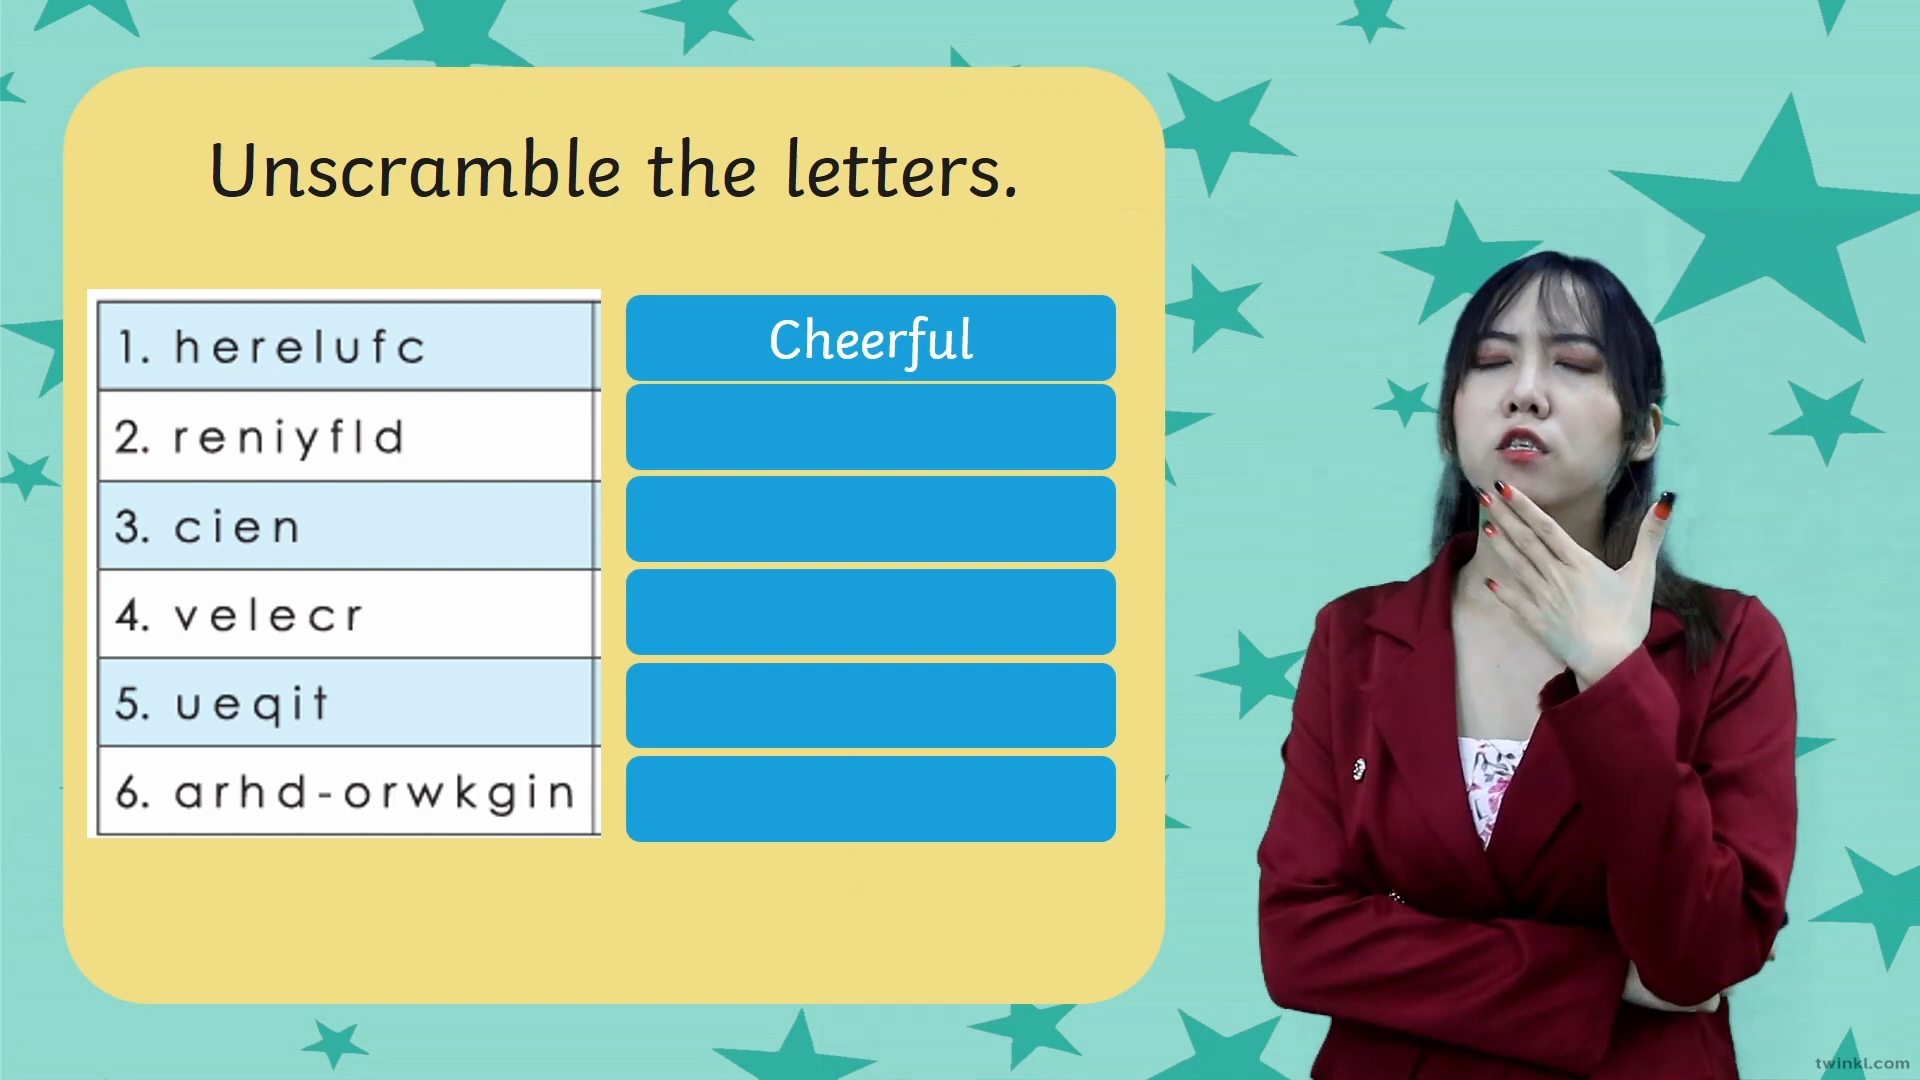 Unscramble the letters.
1. herelufc
Cheerful
2. reniyfld
3. cien
4. velecr
5. ueqit
6. arhd-orwkgin
twinkl.com